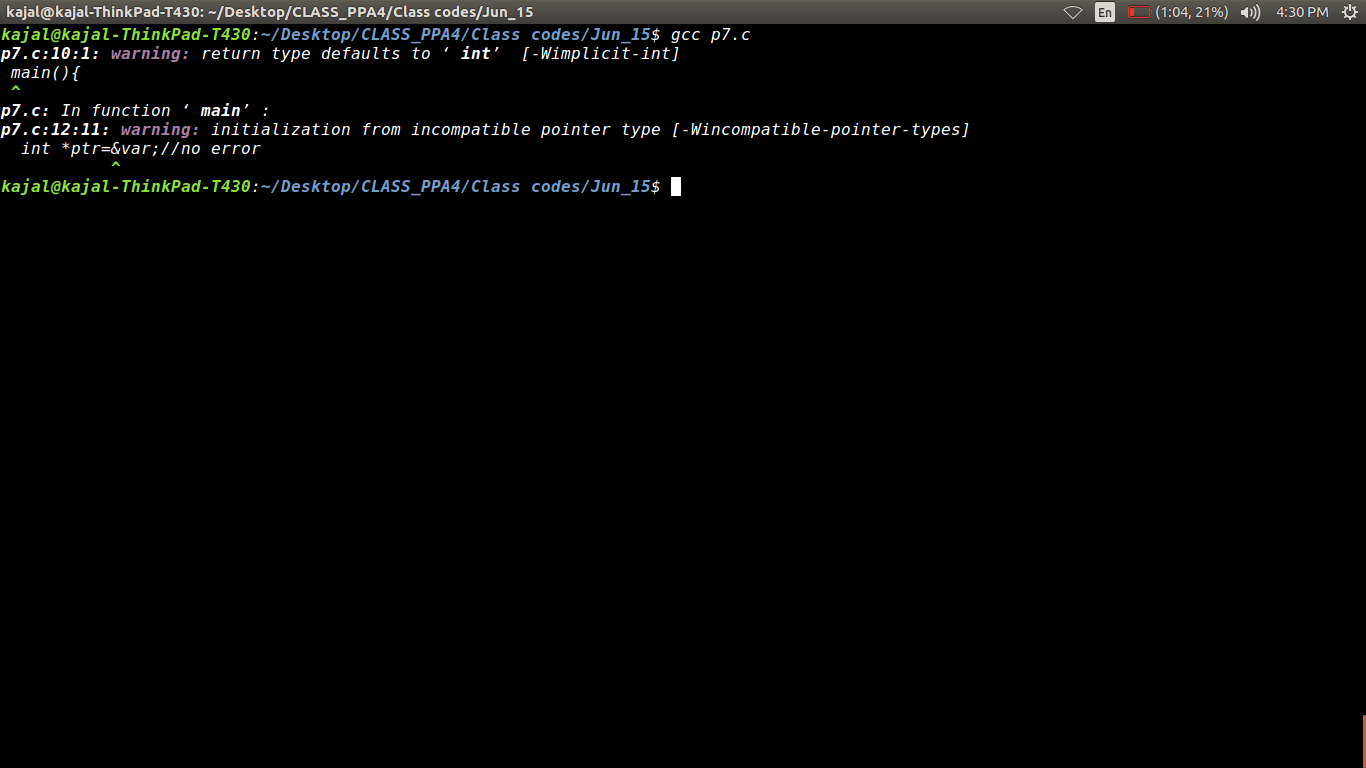 kajal@kajal-ThinkPad-T430: ~/Desktop/CLASS_PPA4/Class codes/Jun_15 En (1:04, 21%) 4:30 PM
kajal@kajal-ThinkPad-T430:~/Desktop/CLASS_PPA4/Class codes/Jun_15$ gcc p7.c
p7.c:10:1: warning: return type defaults to ‘ int’  [-Wimplicit-int]
 main(){
 ^
p7.c: In function ‘ main’ :
p7.c:12:11: warning: initialization from incompatible pointer type [-Wincompatible-pointer-types]
  int *ptr=&var;//no error
           ^
kajal@kajal-ThinkPad-T430:~/Desktop/CLASS_PPA4/Class codes/Jun_15$